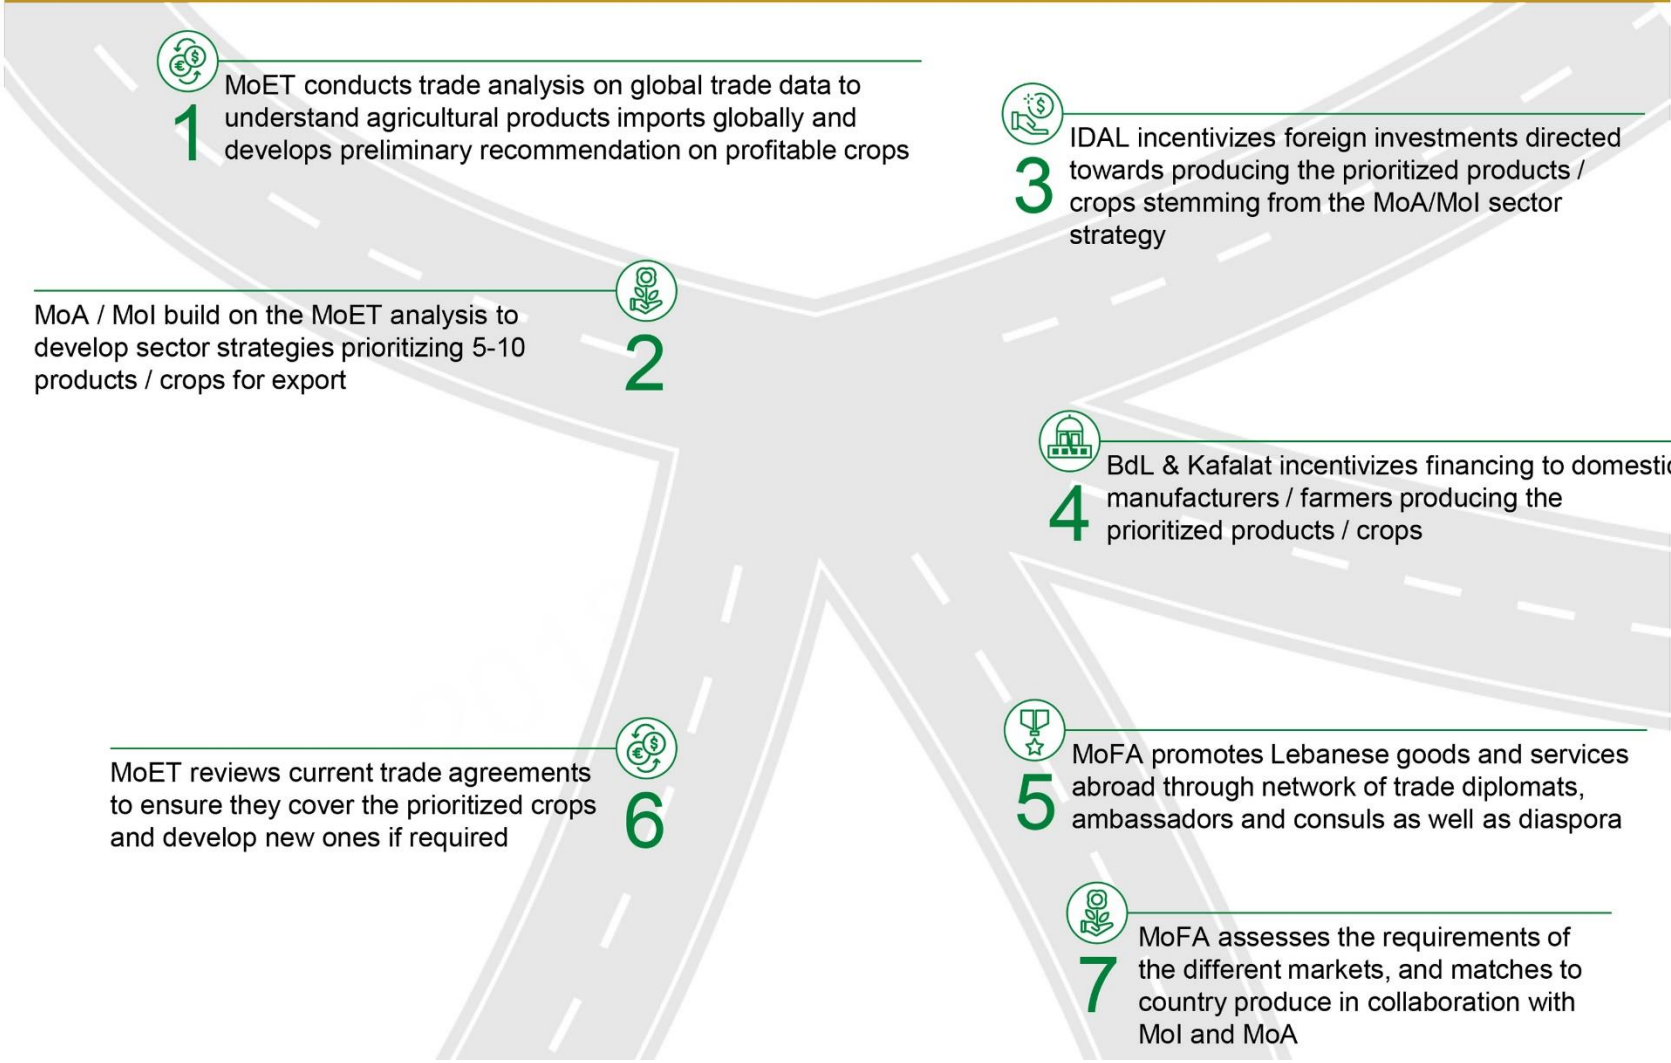 1
MoET conducts trade analysis on global trade data to
understand agricultural products imports globally and
develops preliminary recommendation on profitable crops
2
MoA / MoI build on the MoET analysis to
develop sector strategies prioritizing 5-10
products / crops for export
3
IDAL incentivizes foreign investments directed
towards producing the prioritized products /
crops stemming from the MoA/MoI sector
strategy
4
BdL & Kafalat incentivizes financing to domestic
manufacturers / farmers producing the
prioritized products / crops
5
MoFA promotes Lebanese goods and services
abroad through network of trade diplomats,
ambassadors and consuls as well as diaspora
6
MoET reviews current trade agreements
to ensure they cover the prioritized crops
and develop new ones if required
7
MoFA assesses the requirements of
the different markets, and matches to
country produce in collaboration with
MoI and MoA